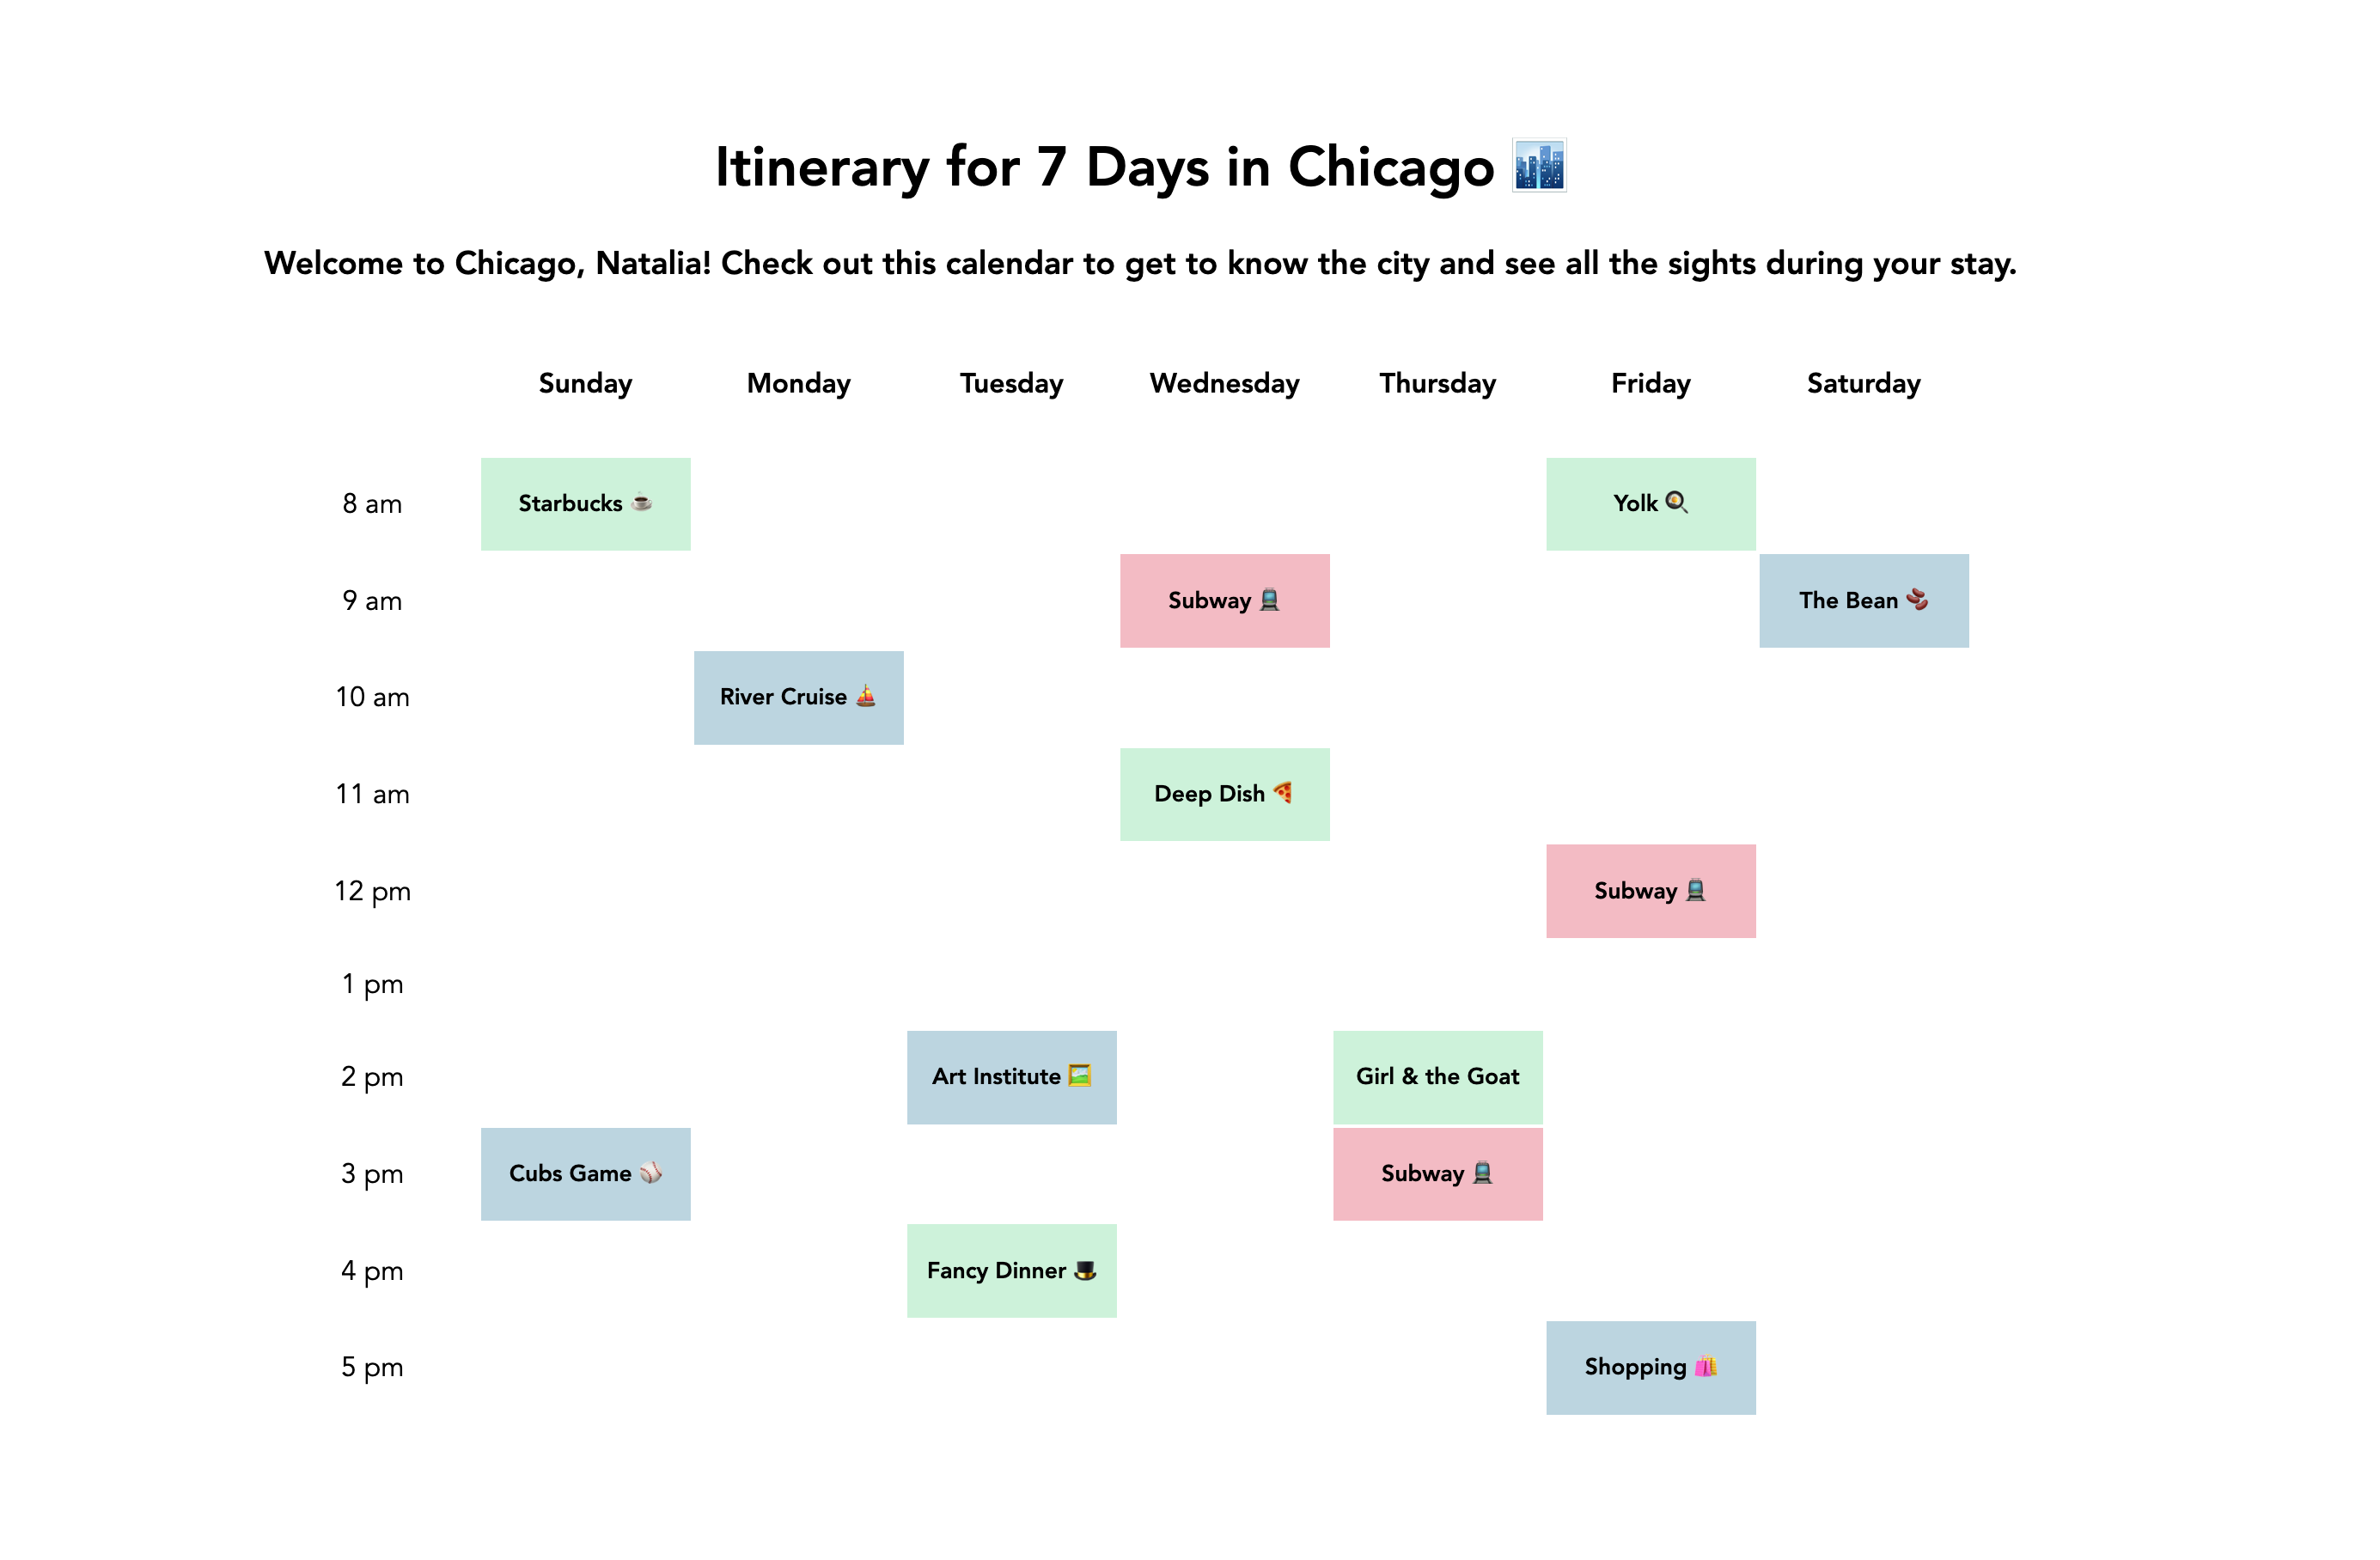 Itinerary for 7 Days in Chicago 🏙️
Welcome to Chicago, Natalia! Check out this calendar to get to know the city and see all the sights during your stay.
Sunday Monday Tuesday Wednesday Thursday Friday Saturday
8 am Starbucks ☕ Yolk 🍳
9 am Subway 🚆 The Bean 🫘
10 am River Cruise ⛵
11 am Deep Dish 🍕
12 pm Subway 🚆
1 pm
2 pm Art Institute 🖼️ Girl & the Goat
3 pm Cubs Game ⚾ Subway 🚆
4 pm Fancy Dinner 🎩
5 pm Shopping 🛍️